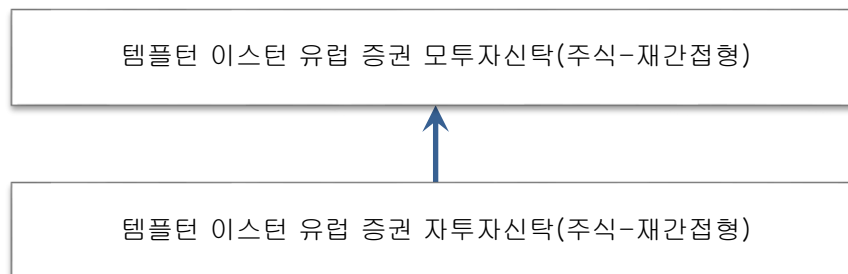 템플턴 이스턴 유럽 증권 모투자신탁(주식-재간접형)
템플턴 이스턴 유럽 증권 자투자신탁(주식-재간접형)